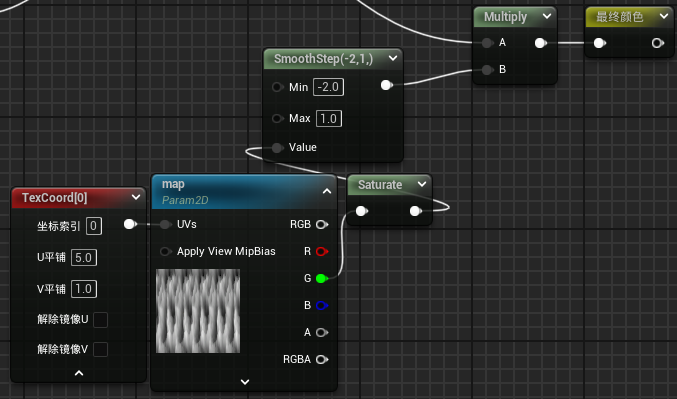 Multiply
A
B
最终颜色
SmoothStep(-2,1,)
Min -2.0
Max 1.0
Value
TexCoord[0]
坐标索引 0
U平铺 5.0
V平铺 1.0
解除镜像U
解除镜像V
map
Param2D
UVs
Apply View MipBias
RGB
R
G
B
A
RGBA
Saturate